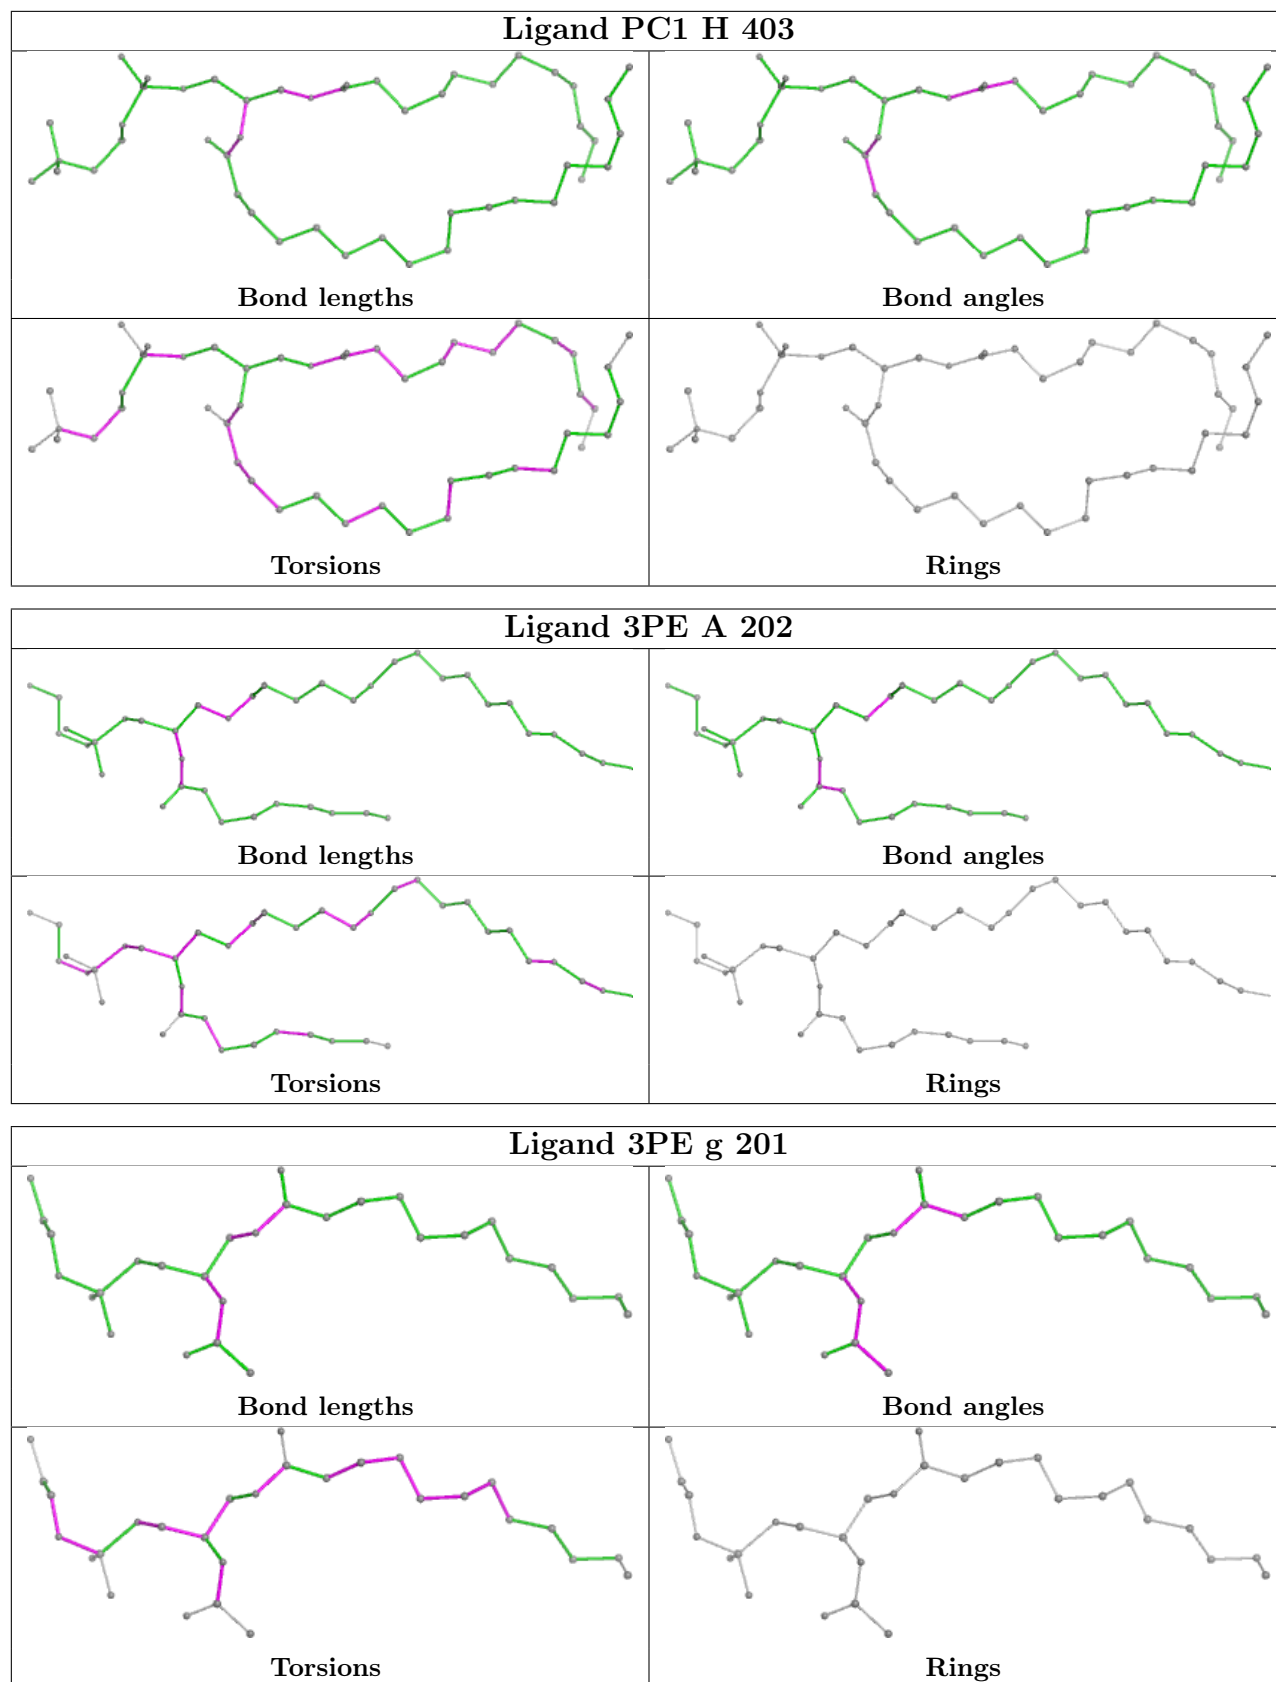 Ligand PC1 H 403
Bond lengths
Bond angles
Torsions
Rings
Ligand 3PE A 202
Bond lengths
Bond angles
Torsions
Rings
Ligand 3PE g 201
Bond lengths
Bond angles
Torsions
Rings